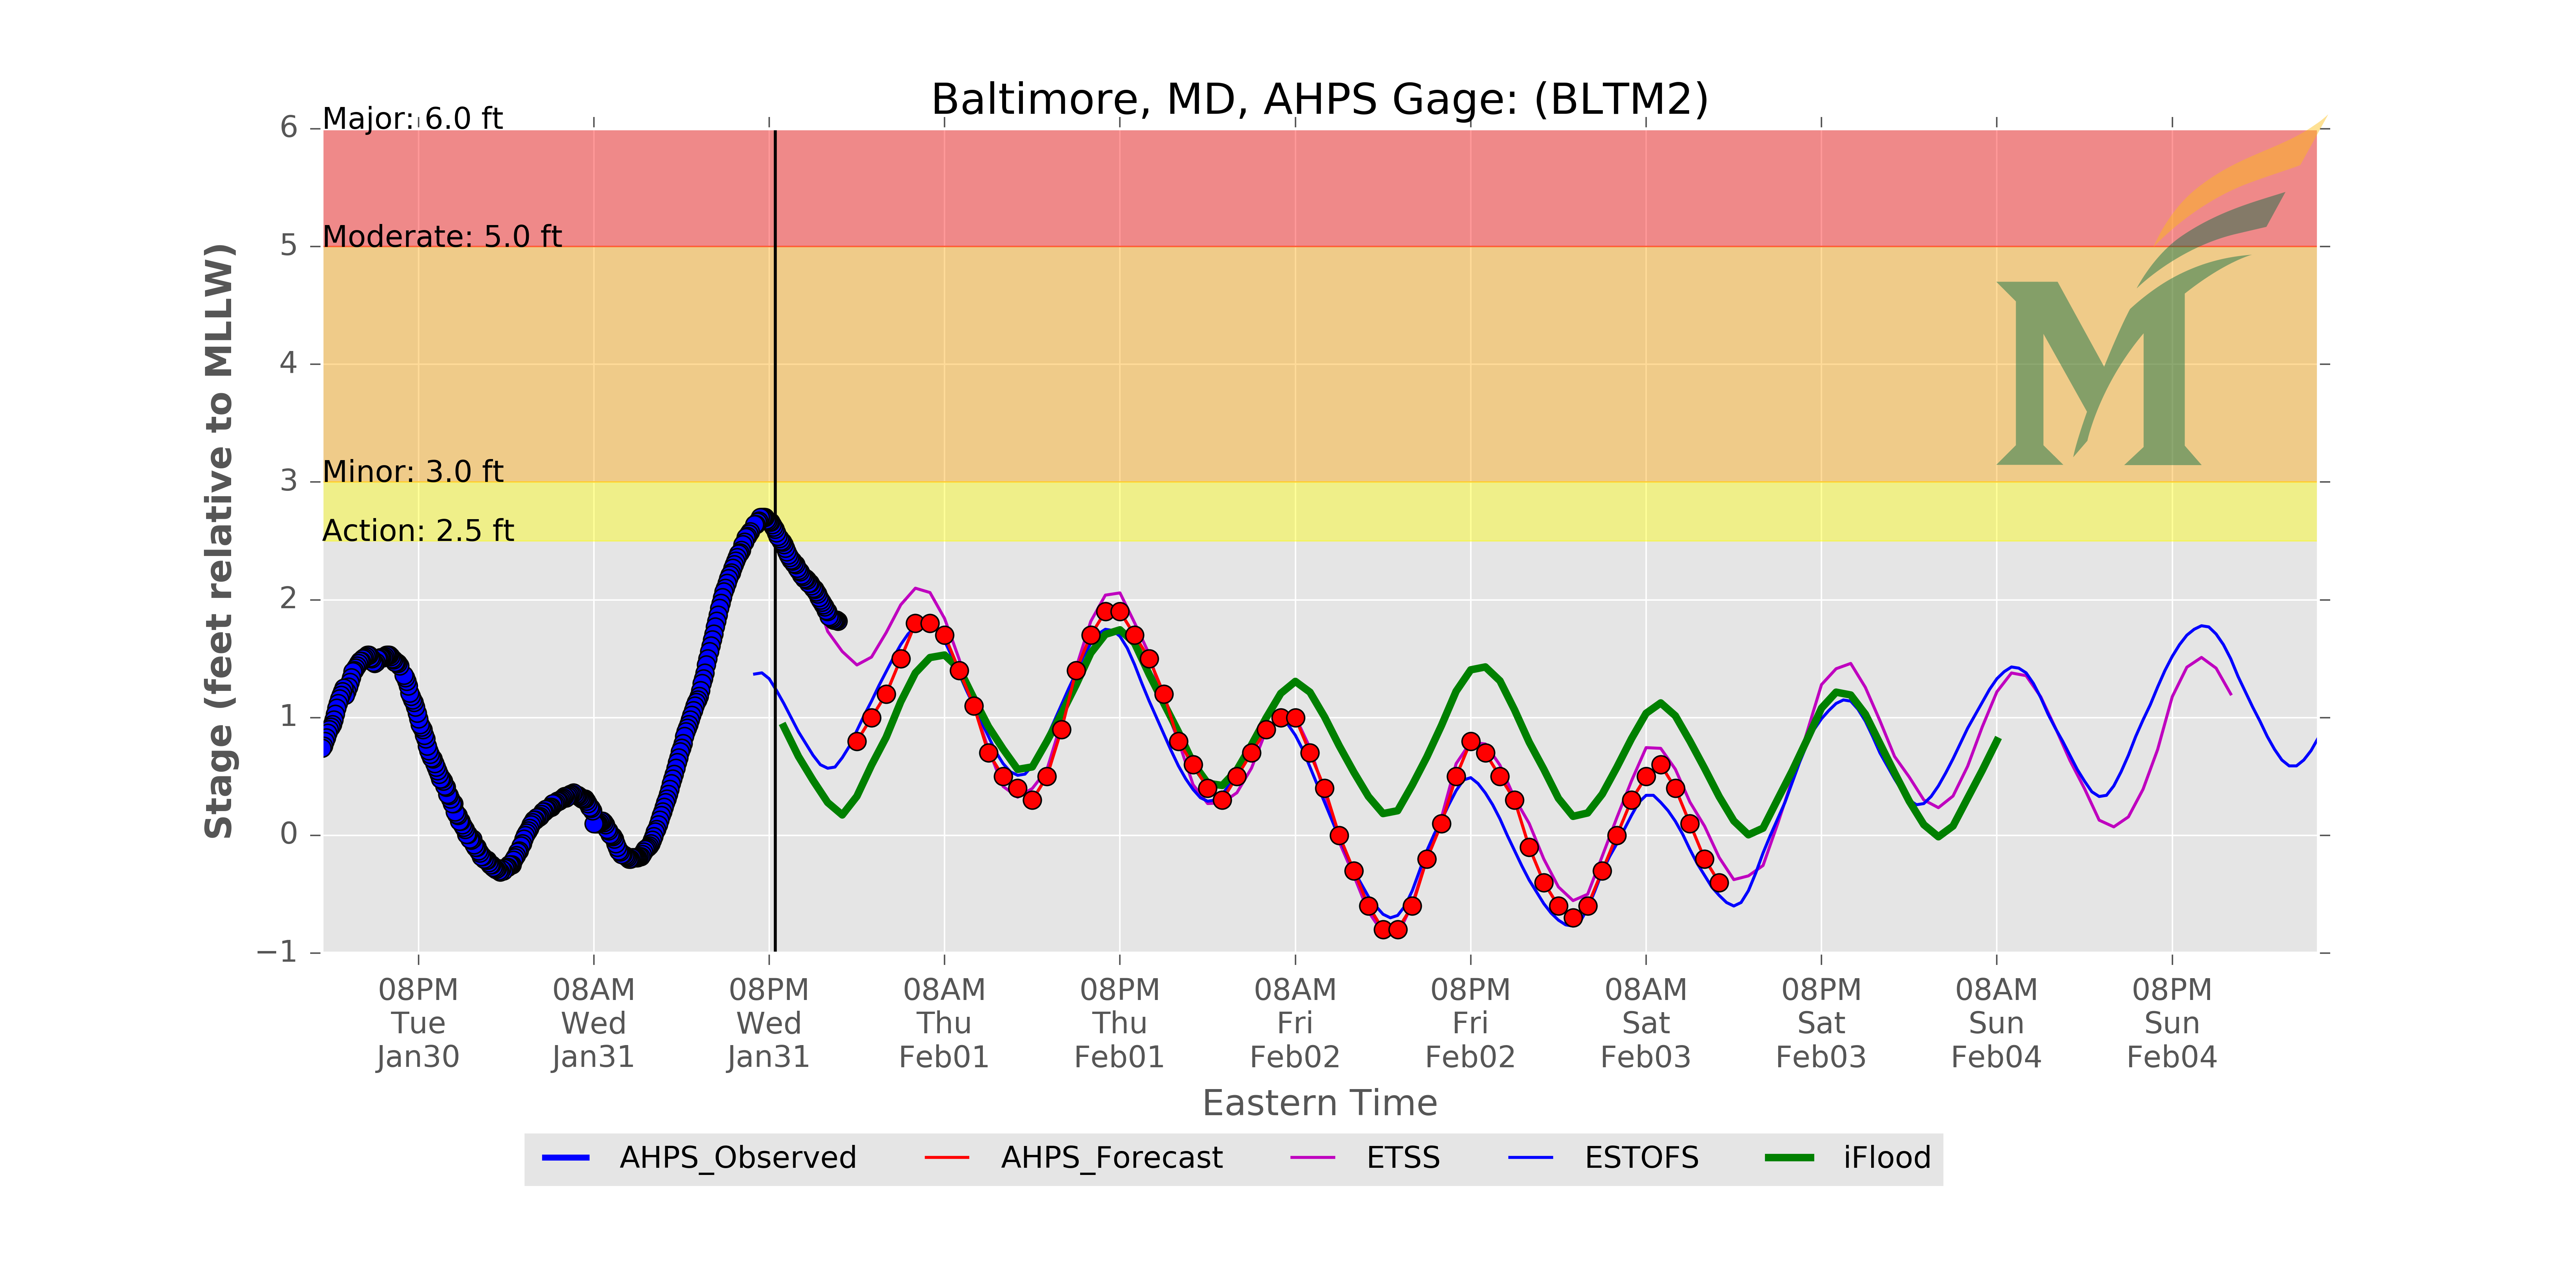 Baltimore, MD, AHPS Gage: (BLTM2)
Major: 6.0 ft
Moderate: 5.0 ft
Minor: 3.0 ft
Action: 2.5 ft
Stage (feet relative to MLLW)
6
5
4
3
2
1
0
−1
08PM
Tue
Jan30
08AM
Wed
Jan31
08PM
Wed
Jan31
08AM
Thu
Feb01
08PM
Thu
Feb01
08AM
Fri
Feb02
08PM
Fri
Feb02
08AM
Sat
Feb03
08PM
Sat
Feb03
08AM
Sun
Feb04
08PM
Sun
Feb04
Eastern Time
AHPS_Observed AHPS_Forecast ETSS ESTOFS iFlood
M